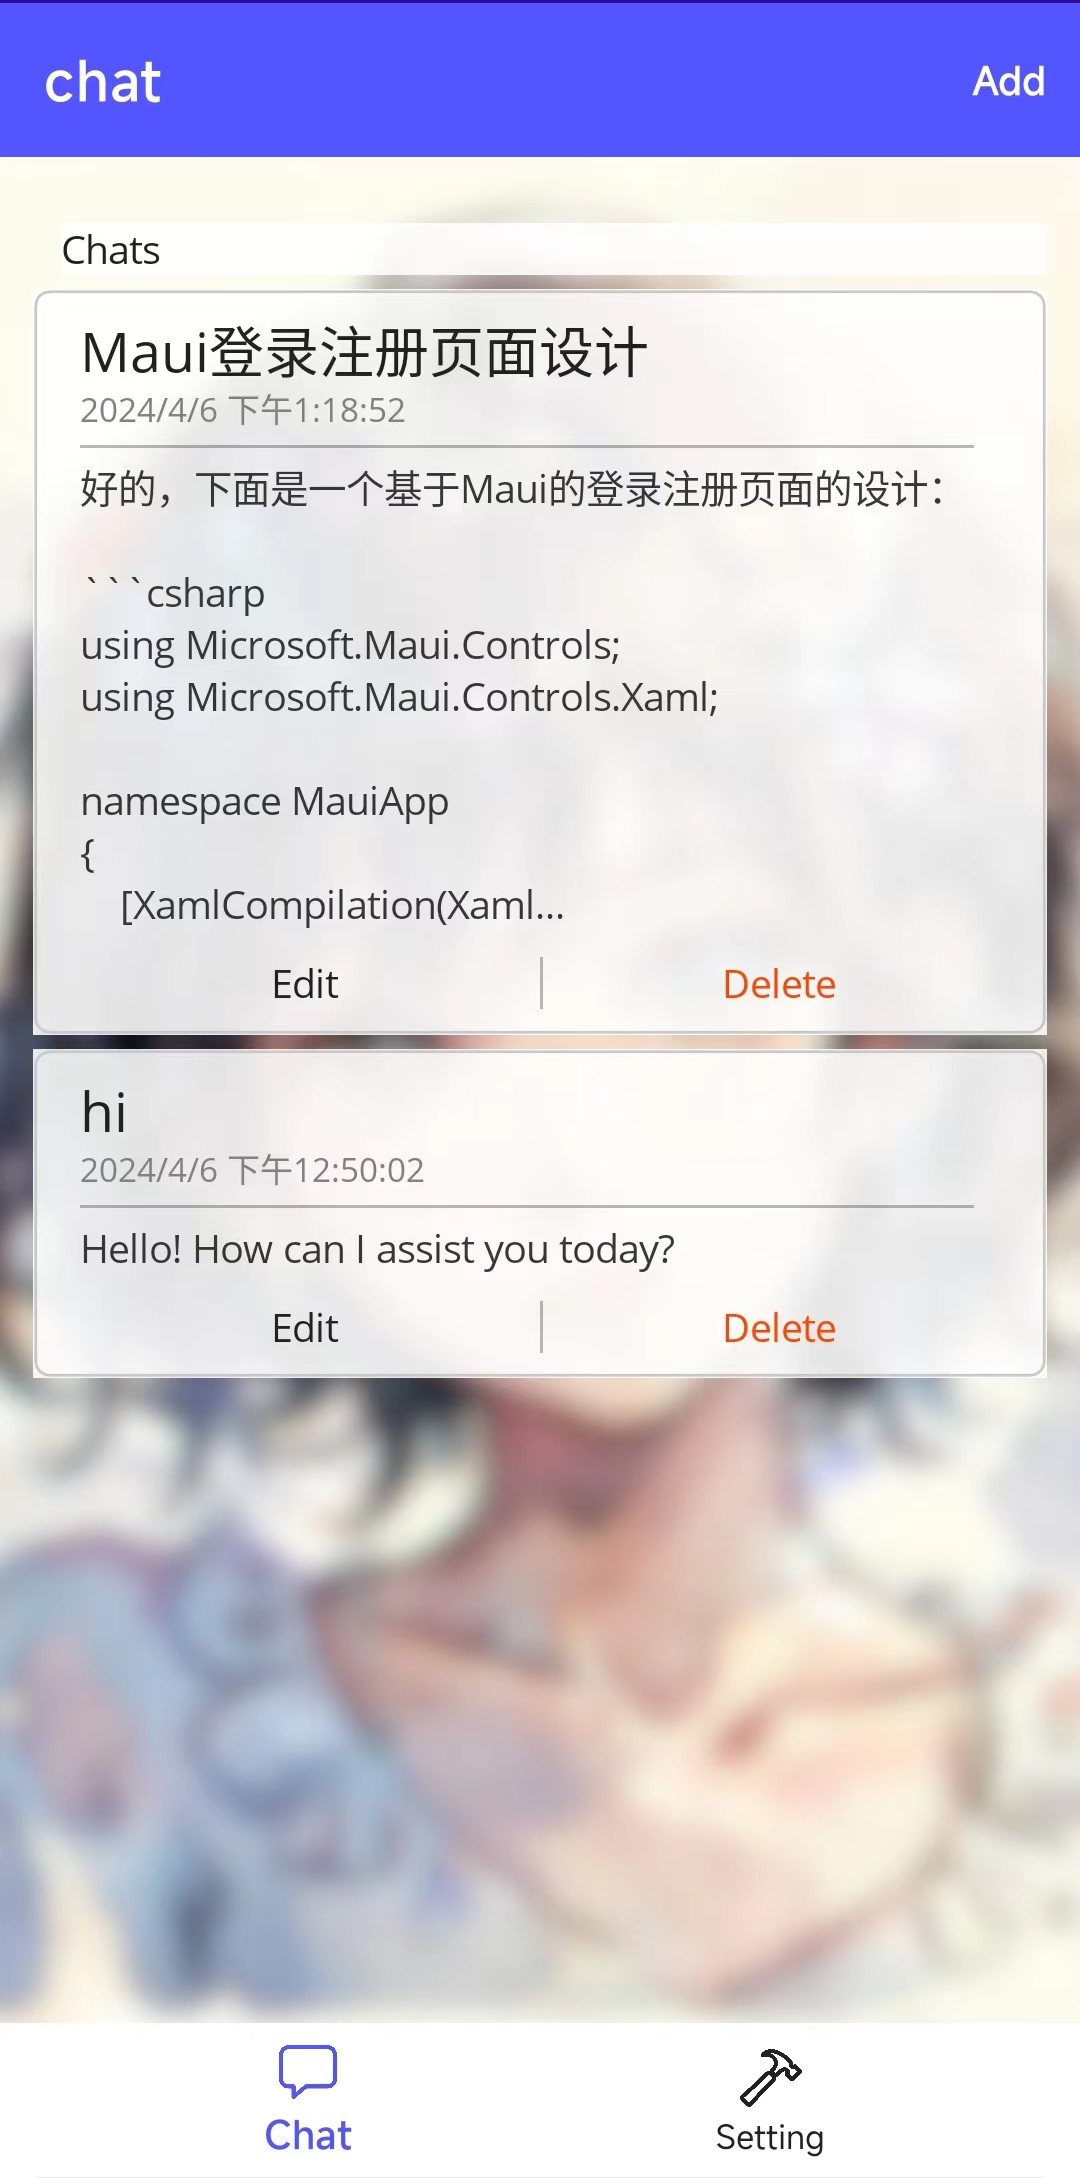 chat
Add
Chats
Maui登录注册页面设计
2024/4/6 下午1:18:52
好的，下面是一个基于Maui的登录注册页面的设计：
```csharp
using Microsoft.Maui.Controls;
using Microsoft.Maui.Controls.Xaml;
namespace MauiApp
{
[XamlCompilation(Xaml...
Edit
Delete
hi
2024/4/6 下午12:50:02
Hello! How can I assist you today?
Edit
Delete
Chat
Setting